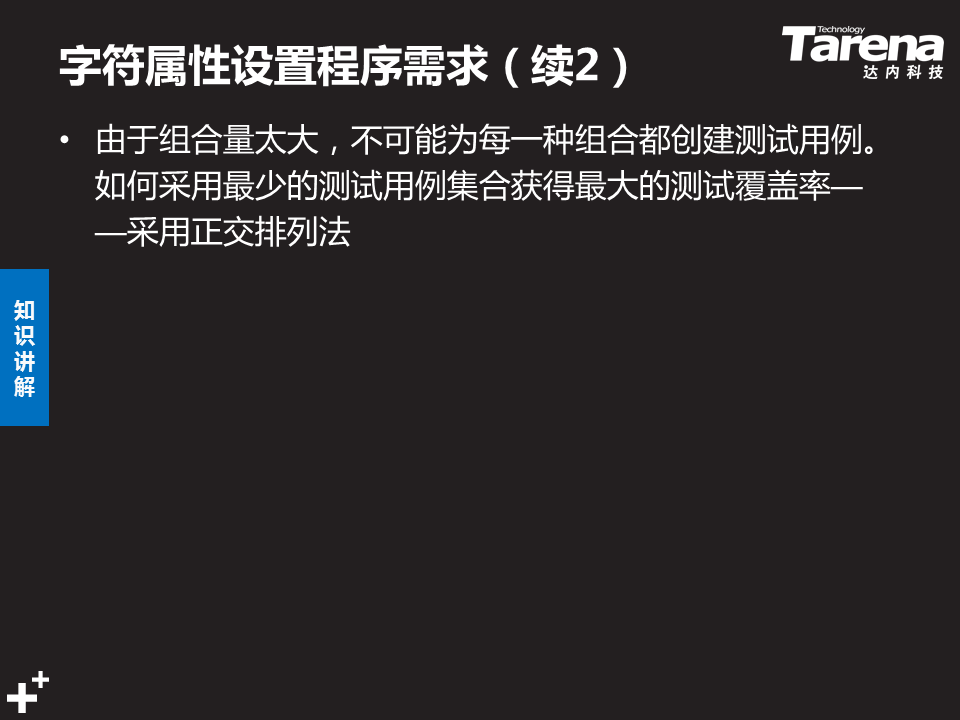 字符属性设置程序需求（续2）
Technology
Tarena
达内科技
• 由于组合量太大，不可能为每一种组合都创建测试用例。
如何采用最少的测试用例集合获得最大的测试覆盖率—
—采用正交排列法
知
识
讲
解